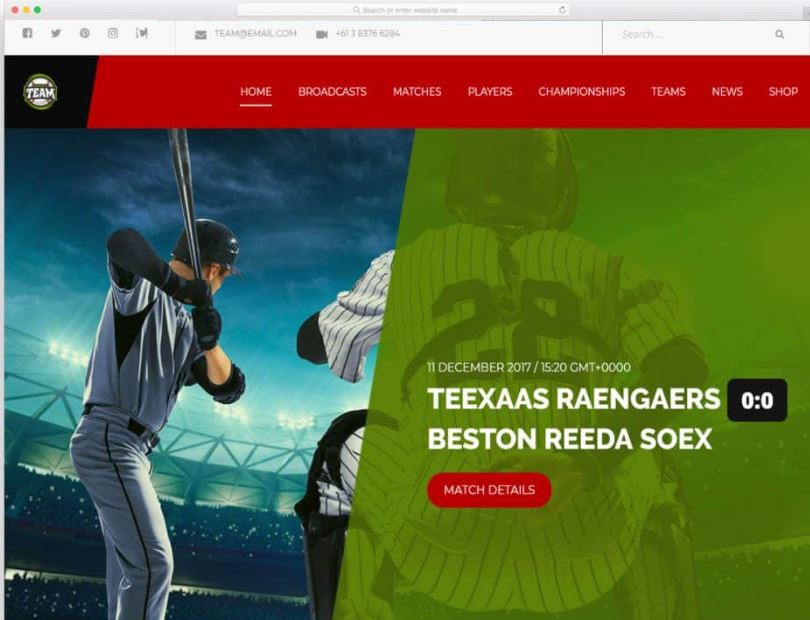 Search or enter website name
TEAM@EMAIL.COM
+61 3 8376 6284
Search ...
TEAM
HOME
BROADCASTS
MATCHES
PLAYERS
CHAMPIONSHIPS
TEAMS
NEWS
SHOP
28
11 DECEMBER 2017 / 15:20 GMT+0000
TEEXAAS RAENGAERS
0:0
BESTON REEDA SOEX
MATCH DETAILS